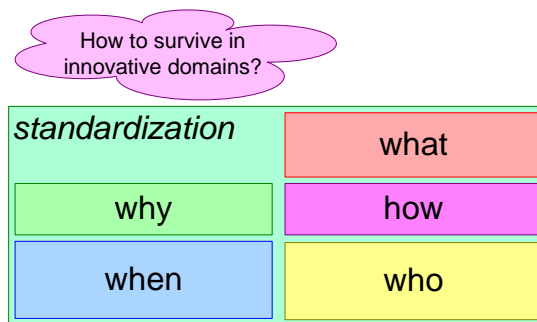 How to survive in
innovative domains?
standardization
what
why
how
when
who